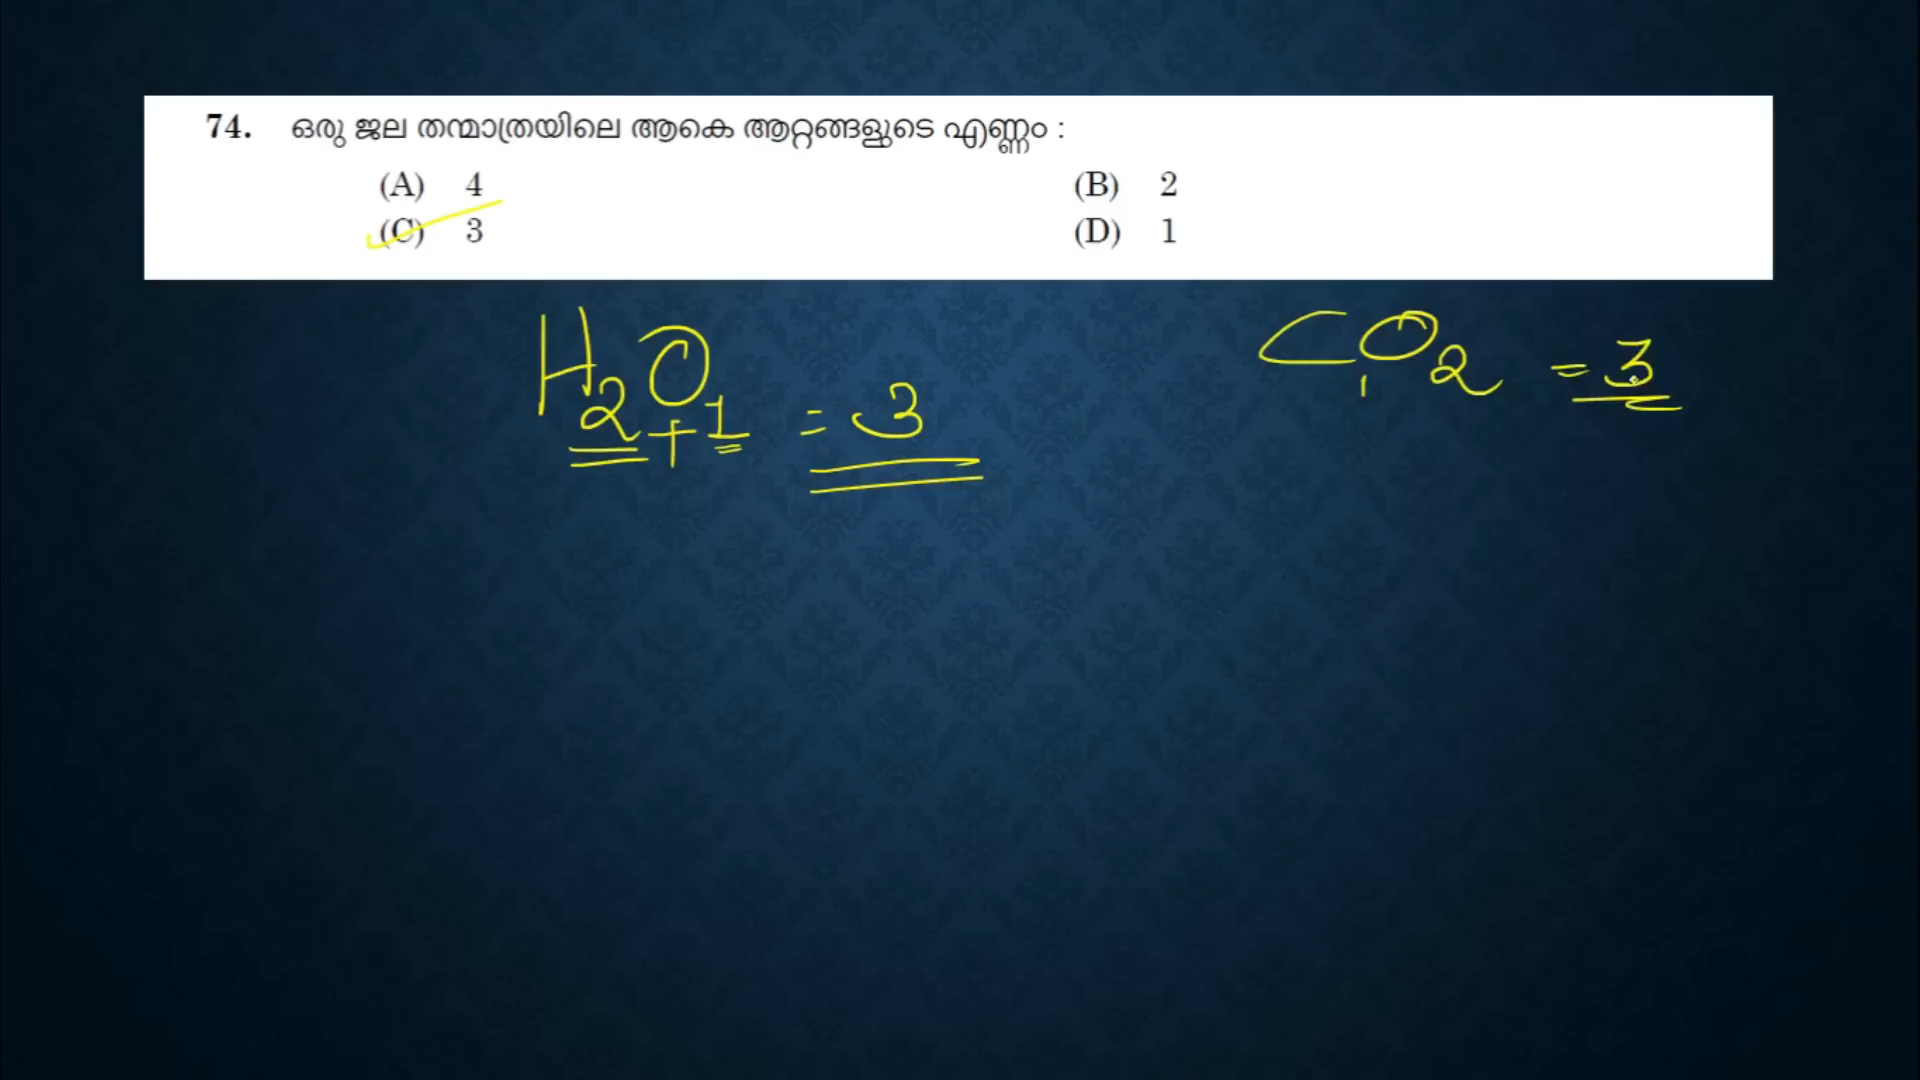 74. ഒരു ജല തന്മാത്രയിലെ ആകെ ആറ്റങ്ങളുടെ എണ്ണം :
(A) 4 (B) 2
(C) 3 (D) 1
H2O1 = 3
+
CO2 = 3
1